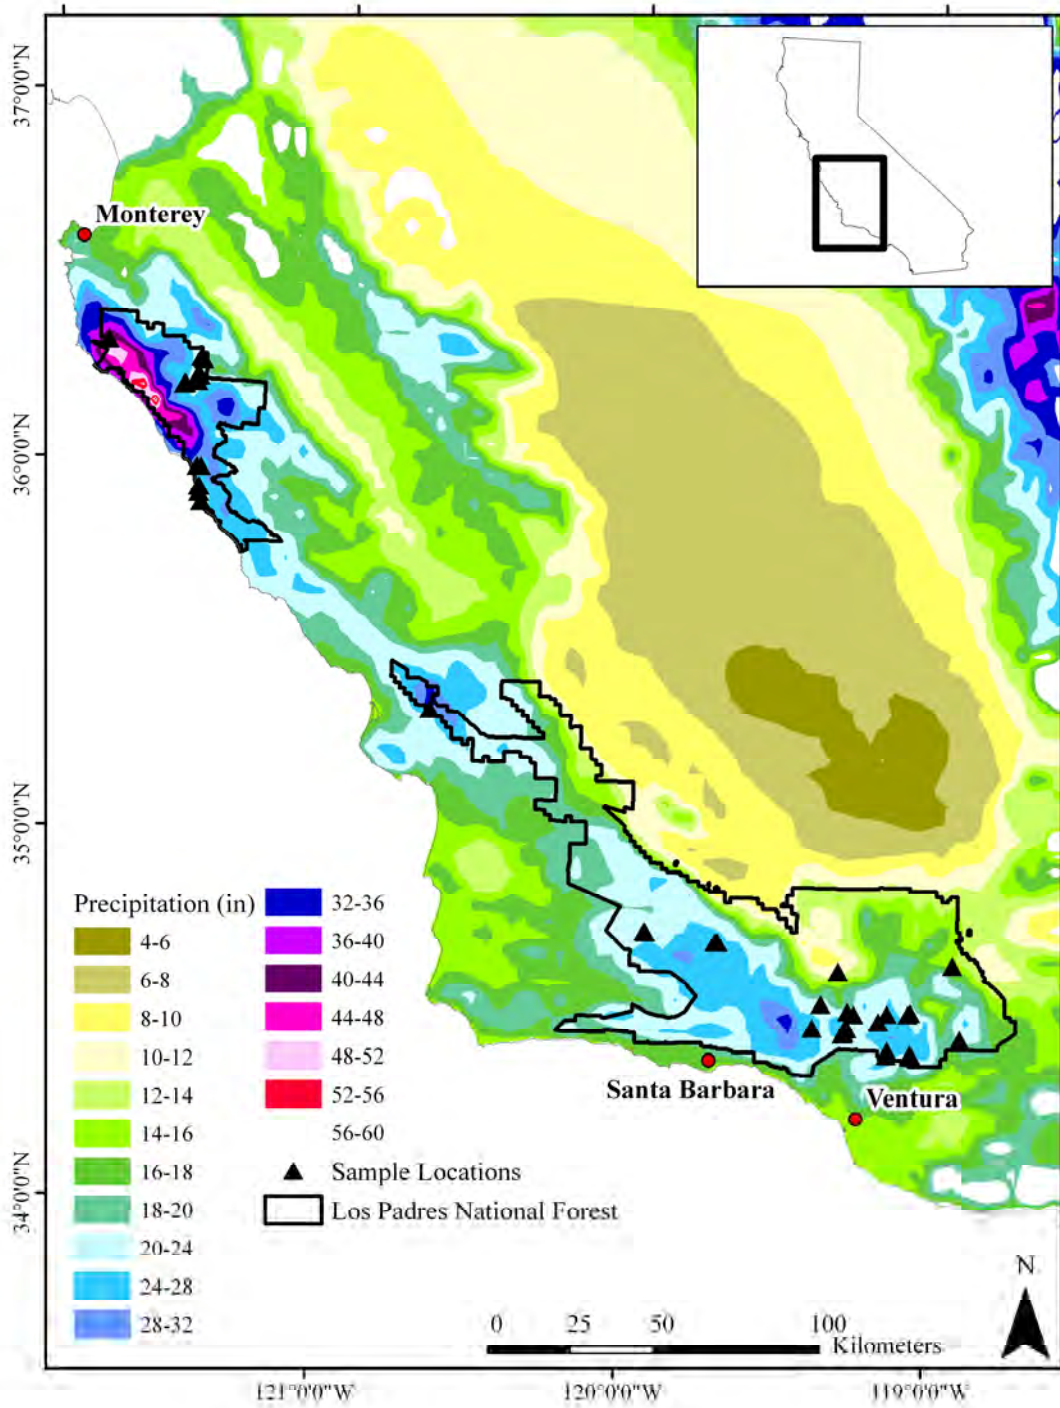 37°0'0"N
Monterey
36°0'0"N
35°0'0"N
34°0'0"N
Santa Barbara
Ventura
Precipitation (in)
4-6
6-8
8-10
10-12
12-14
14-16
16-18
18-20
20-24
24-28
28-32
32-36
36-40
40-44
44-48
48-52
52-56
56-60
Sample Locations
Los Padres National Forest
N
0 25 50 100
Kilometers
121°0'0"W 120°0'0"W 119°0'0"W